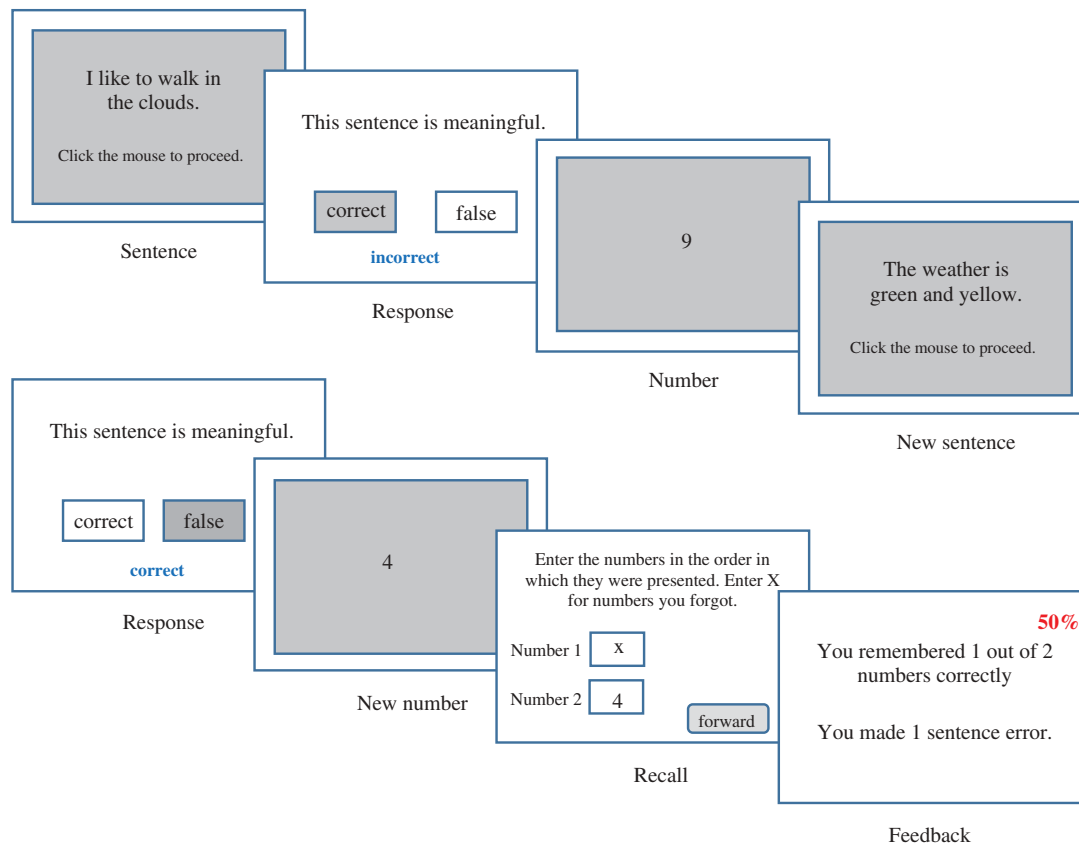 I like to walk in
the clouds.
Click the mouse to proceed.
Sentence
This sentence is meaningful.
correct
false
incorrect
Response
9
Number
The weather is
green and yellow.
Click the mouse to proceed.
New sentence
This sentence is meaningful.
correct
false
correct
Response
4
New number
Enter the numbers in the order in
which they were presented. Enter X
for numbers you forgot.
Number 1
x
Number 2
4
forward
Recall
50%
You remembered 1 out of 2
numbers correctly
You made 1 sentence error.
Feedback